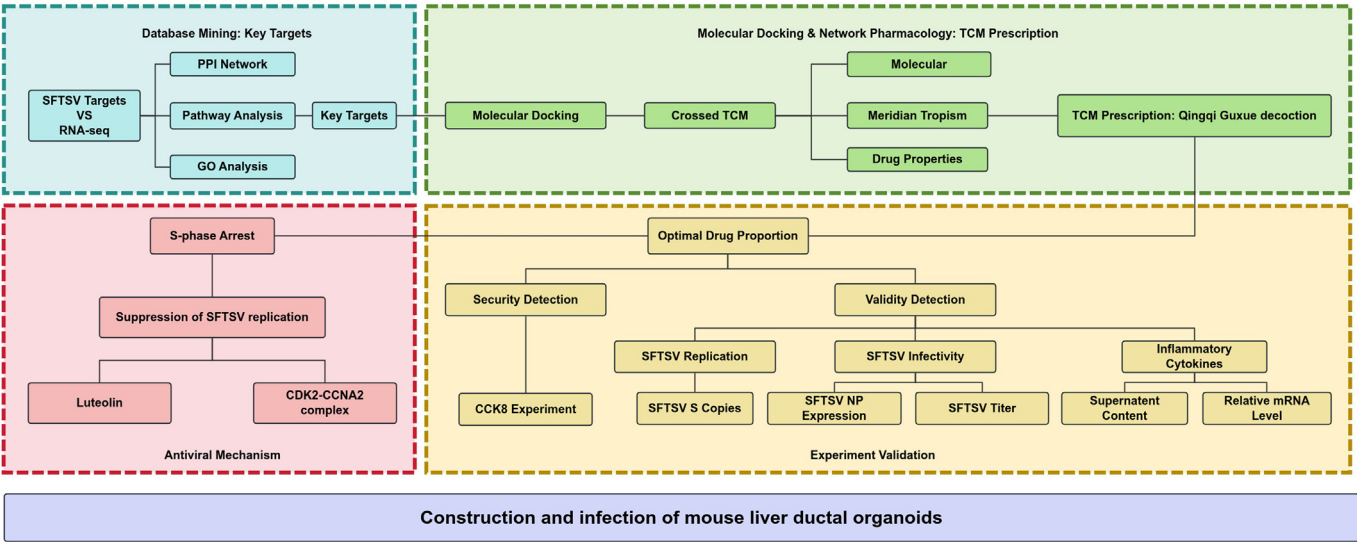 Database Mining: Key Targets
PPI Network
SFTSV Targets
VS
RNA-seq
Pathway Analysis
Key Targets
GO Analysis
Molecular Docking & Network Pharmacology: TCM Prescription
Molecular
Molecular Docking
Crossed TCM
Meridian Tropism
TCM Prescription: Qingqi Guxue decoction
Drug Properties
S-phase Arrest
Suppression of SFTSV replication
Luteolin
CDK2-CCNA2
complex
Antiviral Mechanism
Optimal Drug Proportion
Security Detection
Validity Detection
SFTSV Replication
SFTSV Infectivity
Inflammatory
Cytokines
CCK8 Experiment
SFTSV S Copies
SFTSV NP
Expression
SFTSV Titer
Supernatent
Content
Relative mRNA
Level
Experiment Validation
Construction and infection of mouse liver ductal organoids